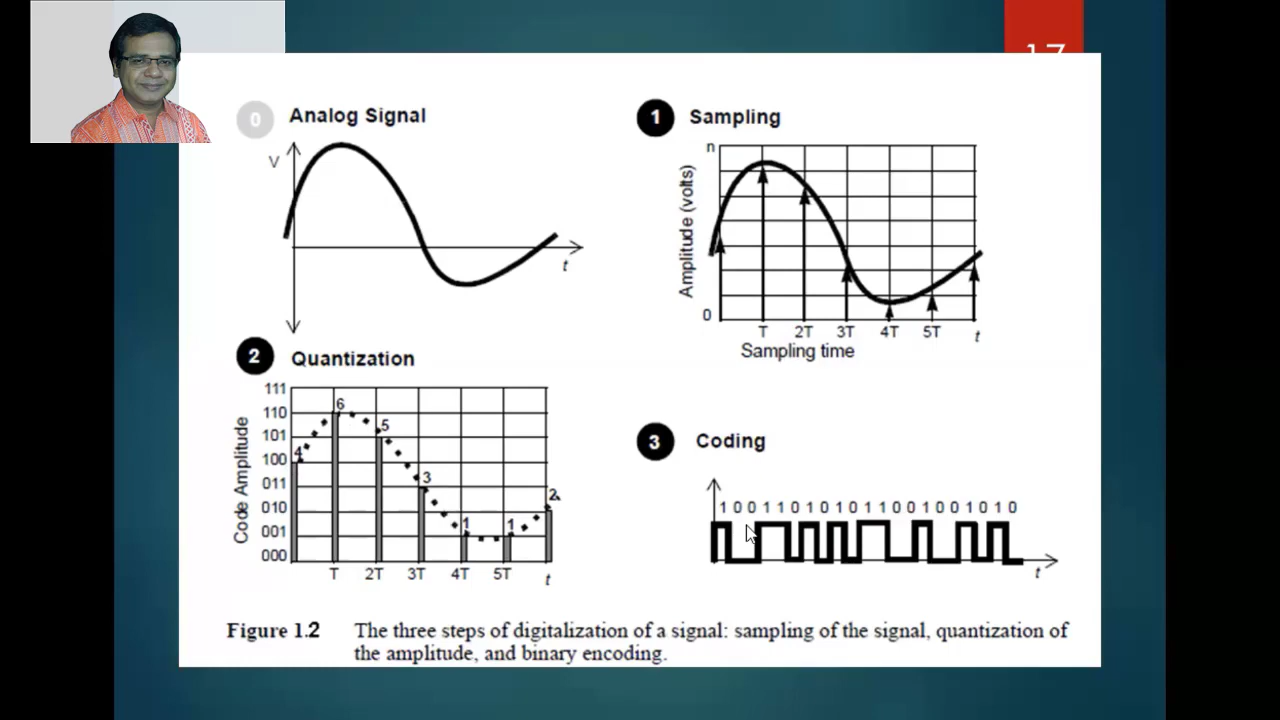 17
0 Analog Signal
V
t
1 Sampling
n
Amplitude (volts)
0
T 2T 3T 4T 5T t
Sampling time
2 Quantization
111
110
101
100
011
010
001
000
Code Amplitude
4 6 5 3 1 1 2
T 2T 3T 4T 5T t
3 Coding
1 0 0 1 1 0 1 0 1 0 1 1 0 0 1 0 0 1 0 1 0
t
Figure 1.2 The three steps of digitalization of a signal: sampling of the signal, quantization of
the amplitude, and binary encoding.